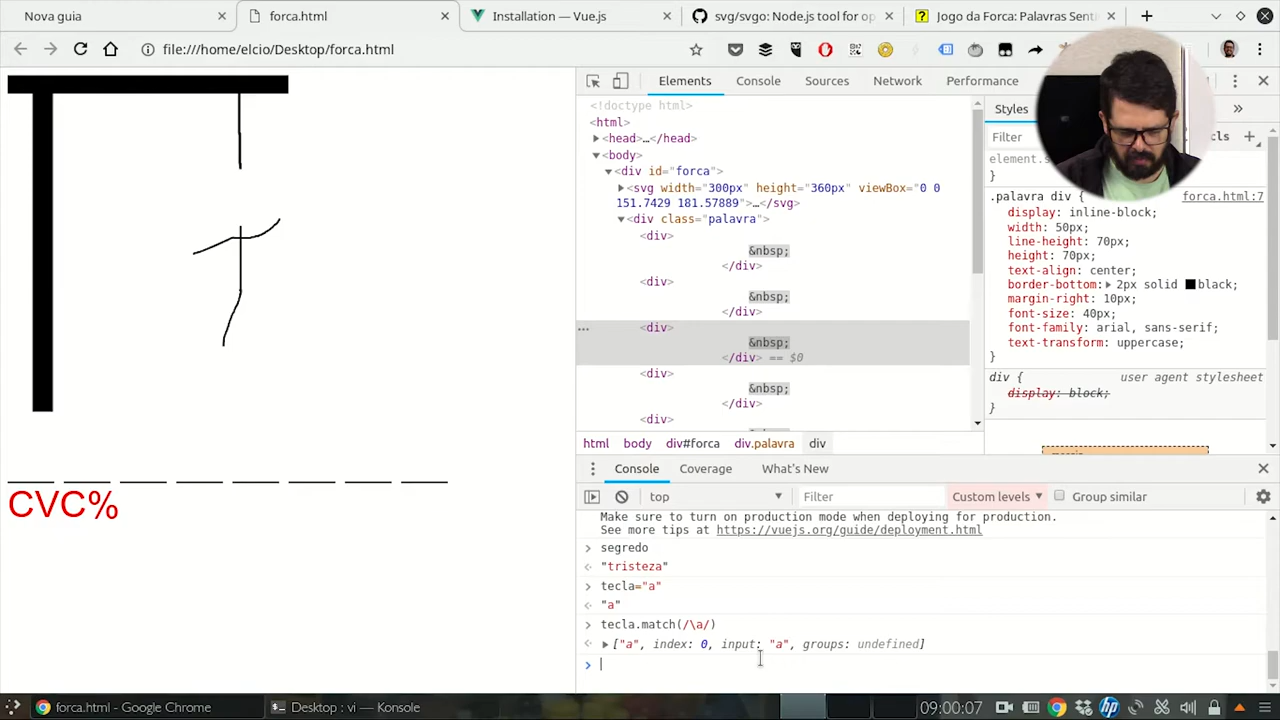 Nova guia
forca.html
Installation — Vue.js
svg/svgo: Node.js tool for op
Jogo da Forca: Palavras Sent
file:///home/elcio/Desktop/forca.html
Elements
Console
Sources
Network
Performance
<!doctype html>
<html>
<head>…</head>
<body>
<div id="forca">
<svg width="300px" height="360px" viewBox="0 0
151.7429 181.57889">…</svg>
<div class="palavra">
<div>
&nbsp;
</div>
<div>
&nbsp;
</div>
… <div>
&nbsp;
</div> == $0
<div>
&nbsp;
</div>
<div>
html body div#forca div.palavra div
Styles »
Filter cls +
element.s
}
.palavra div { forca.html:7
display: inline-block;
width: 50px;
line-height: 70px;
height: 70px;
text-align: center;
border-bottom: 2px solid black;
margin-right: 10px;
font-size: 40px;
font-family: arial, sans-serif;
text-transform: uppercase;
}
div { user agent stylesheet
display: block;
}
CVC%
Console Coverage What's New
top Filter Custom levels Group similar
Make sure to turn on production mode when deploying for production.
See more tips at https://vuejs.org/guide/deployment.html
segredo
"tristeza"
tecla="a"
"a"
tecla.match(/\a/)
["a", index: 0, input: "a", groups: undefined]
forca.html - Google Chrome
Desktop : vi — Konsole
09:00:07